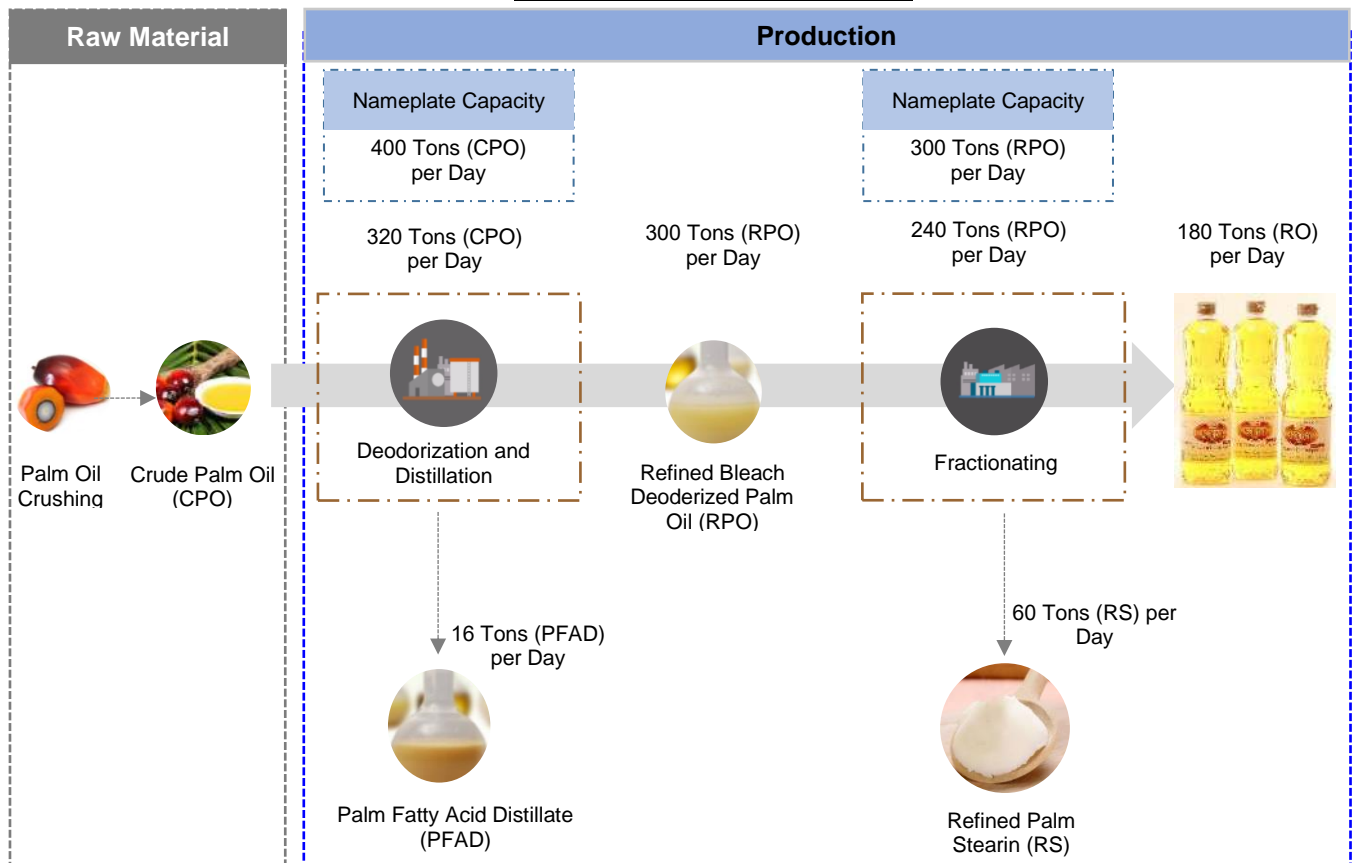 Raw Material
Production
Nameplate Capacity
400 Tons (CPO)
per Day
Nameplate Capacity
300 Tons (RPO)
per Day
320 Tons (CPO)
per Day
300 Tons (RPO)
per Day
240 Tons (RPO)
per Day
180 Tons (RO)
per Day
Palm Oil
Crushing
Crude Palm Oil
(CPO)
Deodorization and
Distillation
Refined Bleach
Deoderized Palm
Oil (RPO)
Fractionating
16 Tons (PFAD)
per Day
60 Tons (RS) per
Day
Palm Fatty Acid Distillate
(PFAD)
Refined Palm
Stearin (RS)